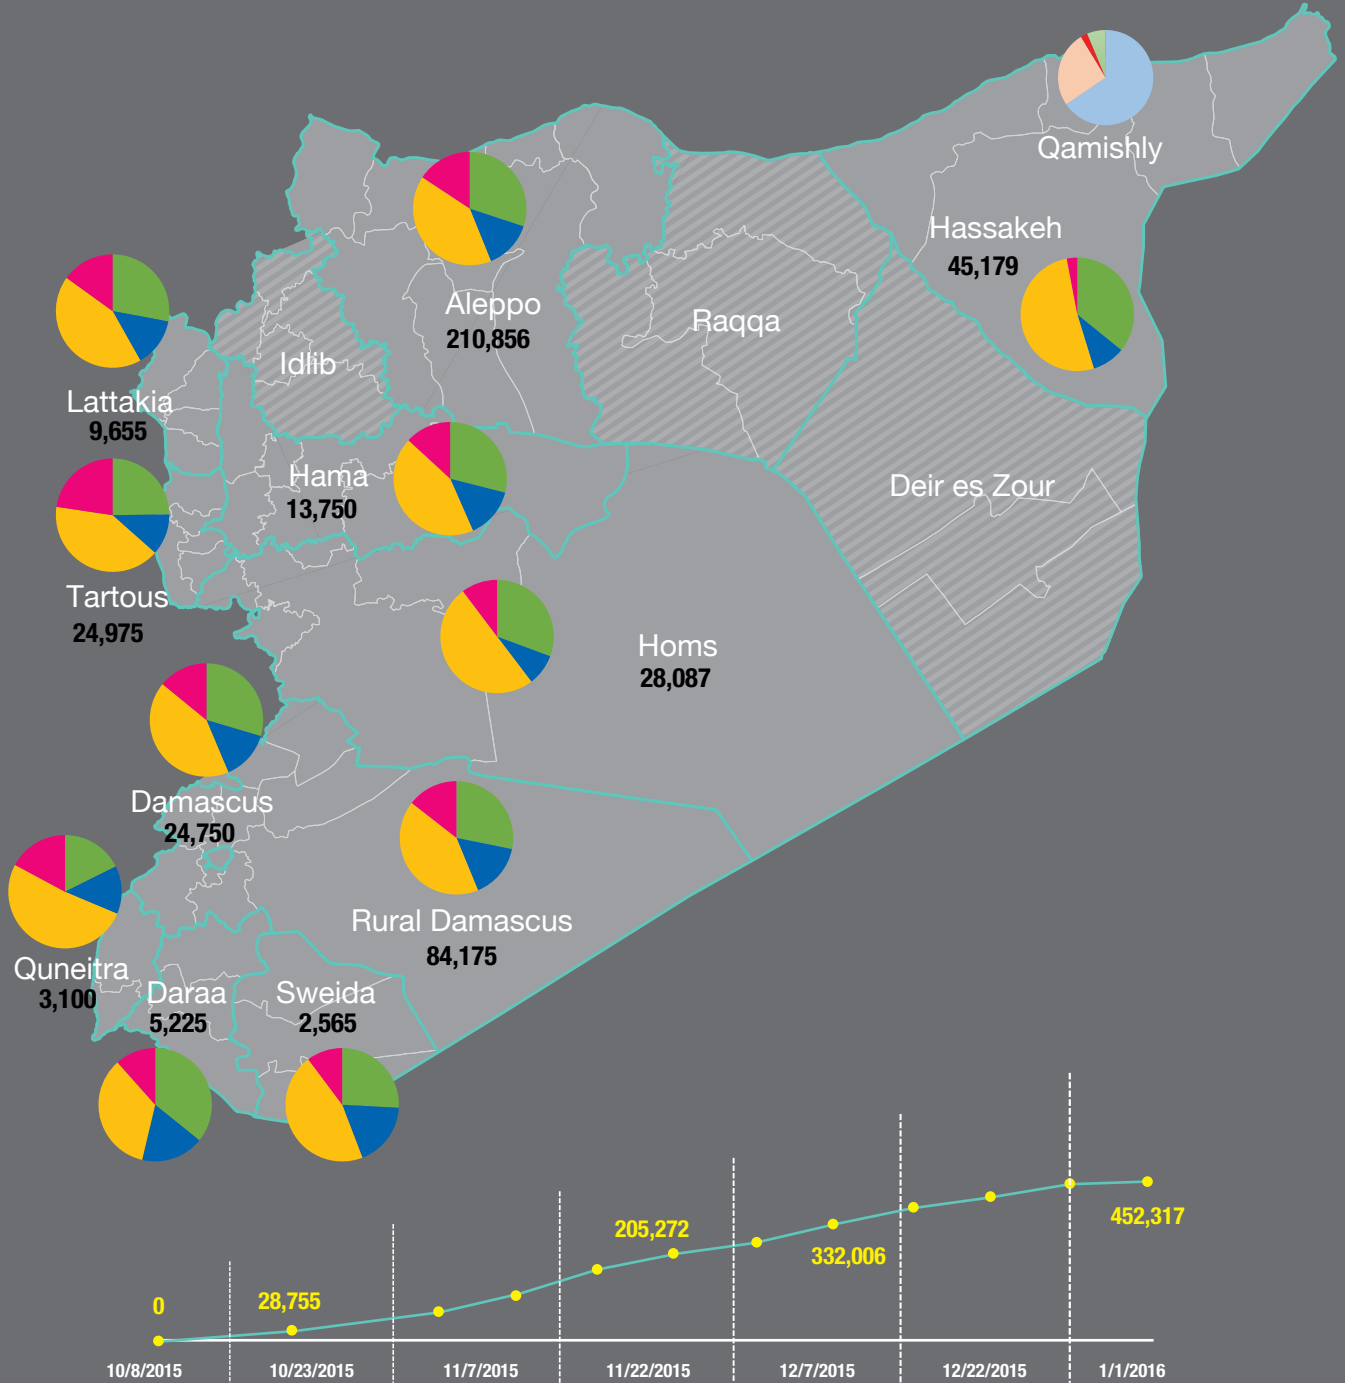 Qamishly
Hassakeh
45,179
Aleppo
210,856
Raqqa
Idlib
Lattakia
9,655
Hama
13,750
Deir es Zour
Tartous
24,975
Homs
28,087
Damascus
24,750
Rural Damascus
84,175
Quneitra
3,100
Daraa
5,225
Sweida
2,565
0
28,755
205,272
332,006
452,317
10/8/2015
10/23/2015
11/7/2015
11/22/2015
12/7/2015
12/22/2015
1/1/2016